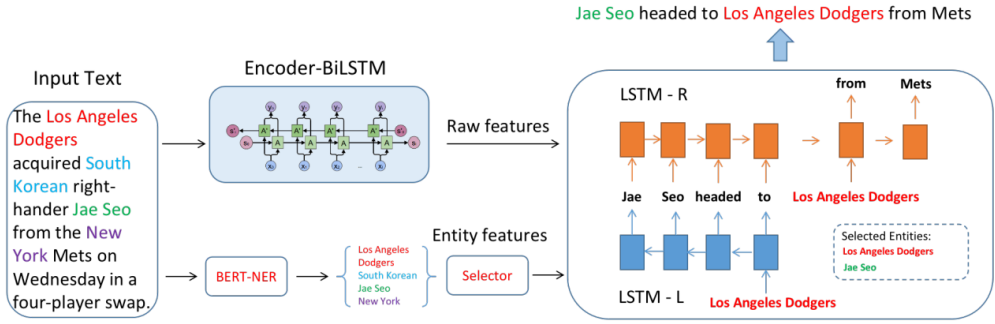 Jae Seo headed to Los Angeles Dodgers from Mets
Input Text
The Los Angeles
Dodgers
acquired South
Korean right-
hander Jae Seo
from the New
York Mets on
Wednesday in a
four-player swap.
Encoder-BiLSTM
Raw features
BERT-NER
Los Angeles
Dodgers
South Korean
Jae Seo
New York
Entity features
Selector
LSTM - R
from
Mets
Jae Seo headed to Los Angeles Dodgers
LSTM - L
Los Angeles Dodgers
Selected Entities:
Los Angeles Dodgers
Jae Seo